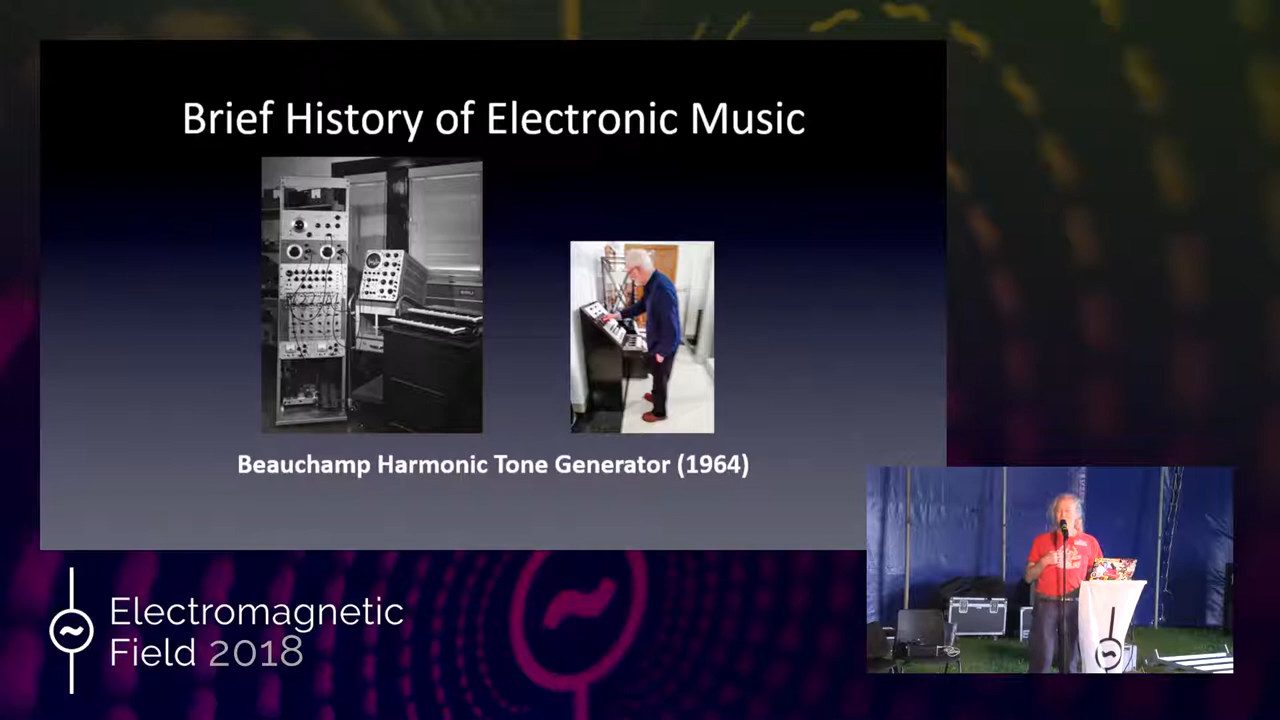 Brief History of Electronic Music
Beauchamp Harmonic Tone Generator (1964)
Electromagnetic
Field 2018